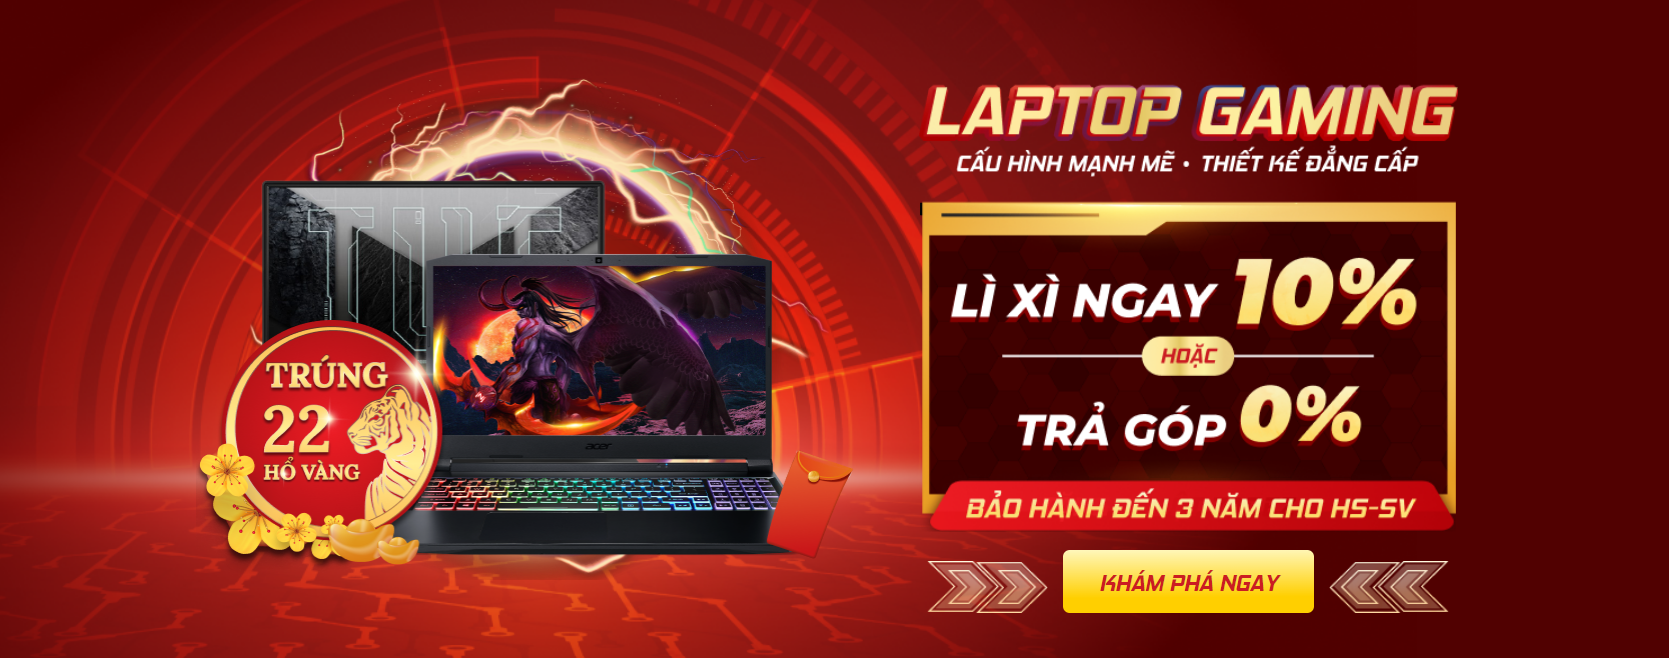 LAPTOP GAMING
CẤU HÌNH MẠNH MẼ • THIẾT KẾ ĐẲNG CẤP
LÌ XÌ NGAY 10%
HOẶC
TRẢ GÓP 0%
BẢO HÀNH ĐẾN 3 NĂM CHO HS-SV
KHÁM PHÁ NGAY
TRÚNG
22
HỔ VÀNG
TUF
acer